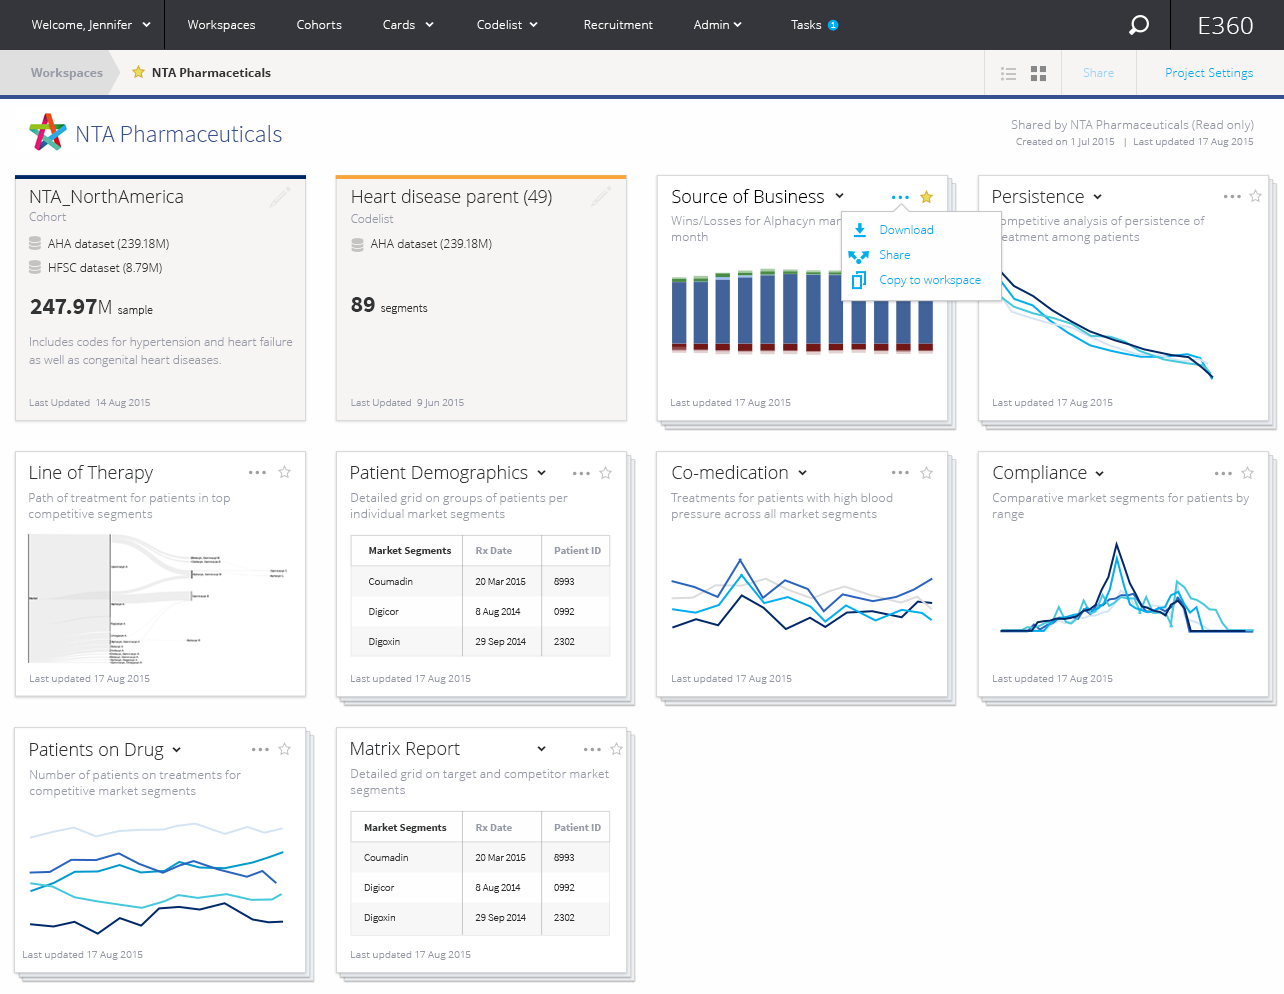 Welcome, Jennifer
Workspaces
Cohorts
Cards
Codelist
Recruitment
Admin
Tasks 1
E360
Workspaces
NTA Pharmaceticals
Share
Project Settings
NTA Pharmaceuticals
Shared by NTA Pharmaceuticals (Read only)
Created on 1 Jul 2015 | Last updated 17 Aug 2015
NTA_NorthAmerica
Cohort
AHA dataset (239.18M)
HFSC dataset (8.79M)
247.97M sample
Includes codes for hypertension and heart failure
as well as congenital heart diseases.
Last Updated 14 Aug 2015
Heart disease parent (49)
Codelist
AHA dataset (239.18M)
89 segments
Last Updated 9 Jun 2015
Source of Business
Wins/Losses for Alphacyn
month
Download
Share
Copy to workspace
Last updated 17 Aug 2015
Persistence
ompetitive analysis of persistence of
eatment among patients
Last updated 17 Aug 2015
Line of Therapy
Path of treatment for patients in top
competitive segments
Last updated 17 Aug 2015
Patient Demographics
Detailed grid on groups of patients per
individual market segments
Market Segments Rx Date Patient ID
Coumadin 20 Mar 2015 8993
Digicor 8 Aug 2014 0992
Digoxin 29 Sep 2014 2302
Last updated 17 Aug 2015
Co-medication
Treatments for patients with high blood
pressure across all market segments
Last updated 17 Aug 2015
Compliance
Comparative market segments for patients by
range
Last updated 17 Aug 2015
Patients on Drug
Number of patients on treatments for
competitive market segments
Last updated 17 Aug 2015
Matrix Report
Detailed grid on target and competitor market
segments
Market Segments Rx Date Patient ID
Coumadin 20 Mar 2015 8993
Digicor 8 Aug 2014 0992
Digoxin 29 Sep 2014 2302
Last updated 17 Aug 2015